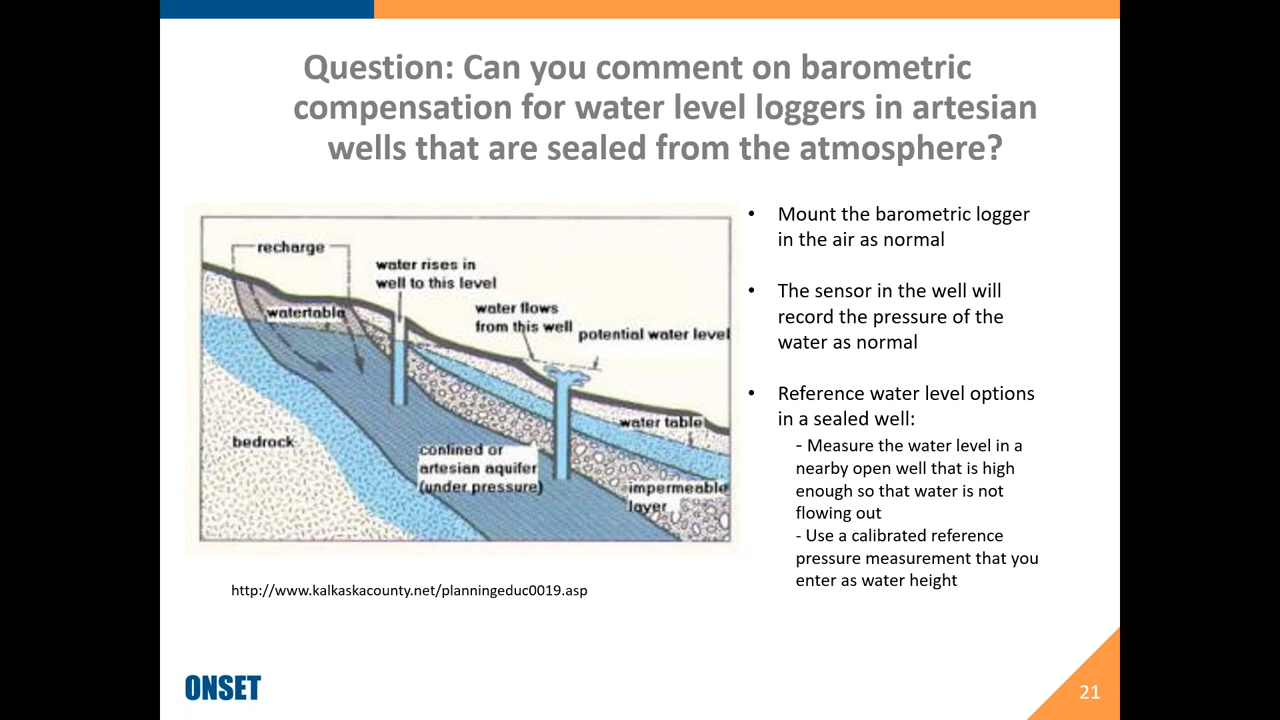 Question: Can you comment on barometric
compensation for water level loggers in artesian
wells that are sealed from the atmosphere?
recharge
water rises in
well to this level
watertable
water flows
from this well
potential water level
water table
bedrock
confined or
artesian aquifer
(under pressure)
impermeable
layer
http://www.kalkaskacounty.net/planningeduc0019.asp
• Mount the barometric logger
in the air as normal
• The sensor in the well will
record the pressure of the
water as normal
• Reference water level options
in a sealed well:
- Measure the water level in a
nearby open well that is high
enough so that water is not
flowing out
- Use a calibrated reference
pressure measurement that you
enter as water height
ONSET
21